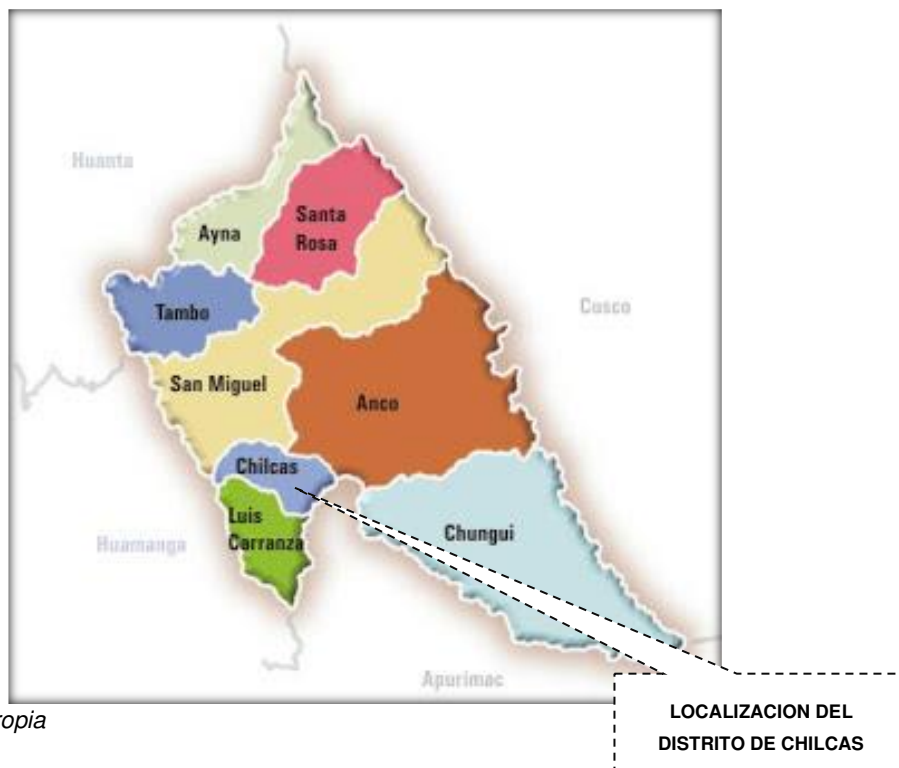 Huanta
Santa
Rosa
Ayna
Cusco
Tambo
San Miguel
Anco
Chilcas
Luis
Carranza
Chungui
Huamanga
Apurimac
ropia
LOCALIZACION DEL
DISTRITO DE CHILCAS